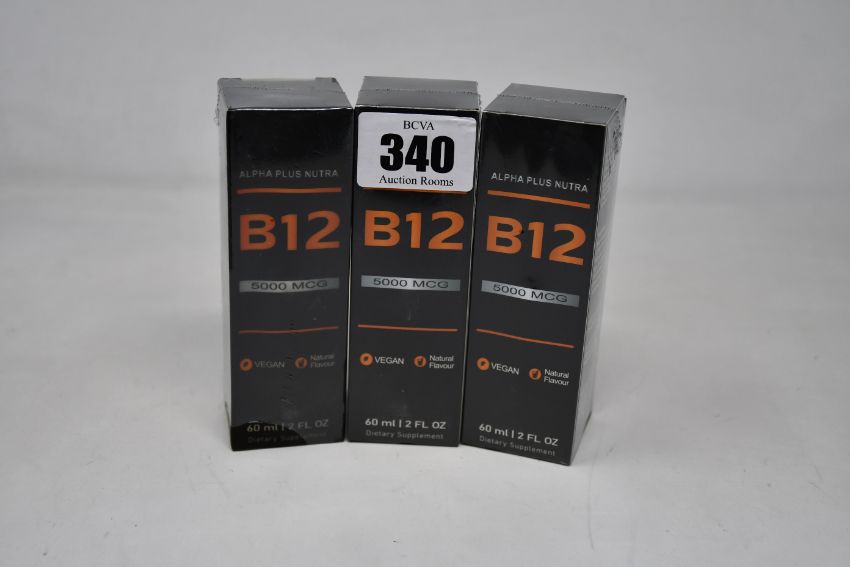 ALPHA PLUS NUTRA
B12
5000 MCG
VEGAN
Natural
Flavour
60 ml | 2 FL OZ
Dietary Supplement
BCVA
340
Auction Rooms
B12
5000 MCG
VEGAN
Natural
Flavour
60 ml | 2 FL OZ
Dietary Supplement
ALPHA PLUS NUTRA
B12
5000 MCG
VEGAN
Natural
Flavour
60 ml | 2 FL OZ
Dietary Supplement